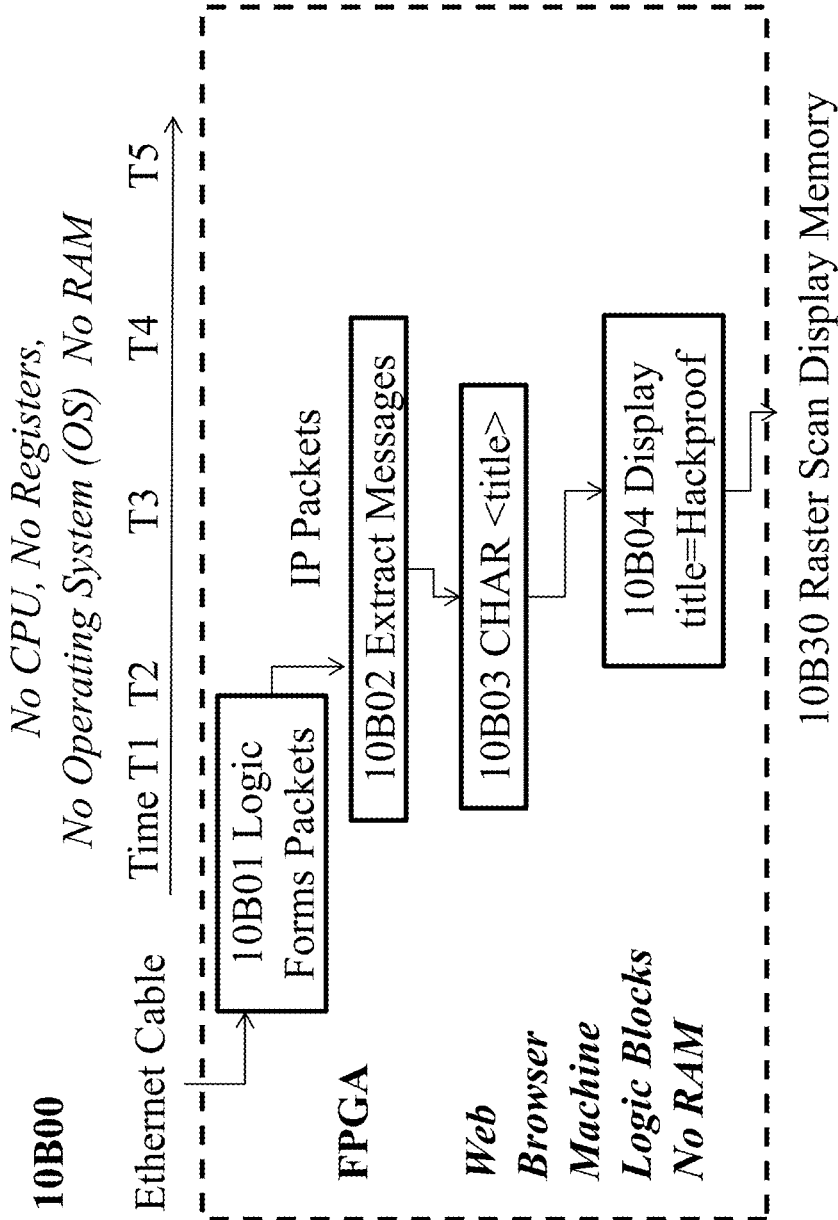 10B00
No CPU, No Registers,
No Operating System (OS) No RAM
Ethernet Cable
Time T1 T2 T3 T4 T5
10B01 Logic
Forms Packets
IP Packets
FPGA
10B02 Extract Messages
Web
Browser
Machine
Logic Blocks
No RAM
10B03 CHAR <title>
10B04 Display
title=Hackproof
10B30 Raster Scan Display Memory